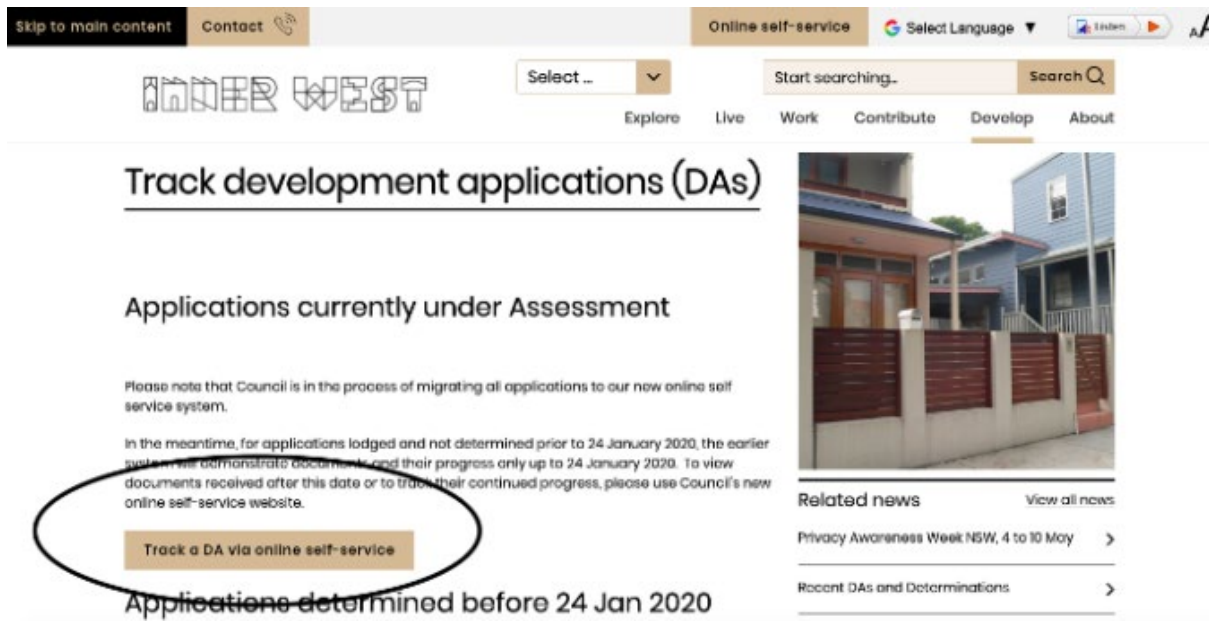 Skip to main content
Contact
Online self-service
Select Language ▼
Listen
AA
INNER WEST
Select ...
Start searching...
Search
Explore Live Work Contribute Develop About
Track development applications (DAs)
Applications currently under Assessment
Please note that Council is in the process of migrating all applications to our new online self
service system.
In the meantime, for applications lodged and not determined prior to 24 January 2020, the earlier
system will demonstrate documents and their progress only up to 24 January 2020. To view
documents received after this date or to track their continued progress, please use Council's new
online self-service website.
Track a DA via online self-service
Applications determined before 24 Jan 2020
Related news
View all news
Privacy Awareness Week NSW, 4 to 10 May
Recent DAs and Determinations